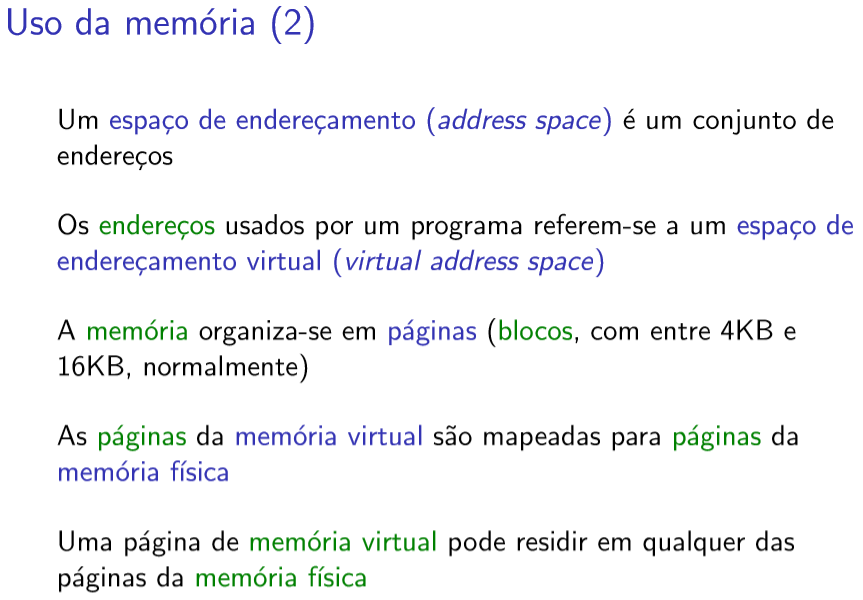 Uso da memória (2)
Um espaço de endereçamento (address space) é um conjunto de
endereços
Os endereços usados por um programa referem-se a um espaço de
endereçamento virtual (virtual address space)
A memória organiza-se em páginas (blocos, com entre 4KB e
16KB, normalmente)
As páginas da memória virtual são mapeadas para páginas da
memória física
Uma página de memória virtual pode residir em qualquer das
páginas da memória física